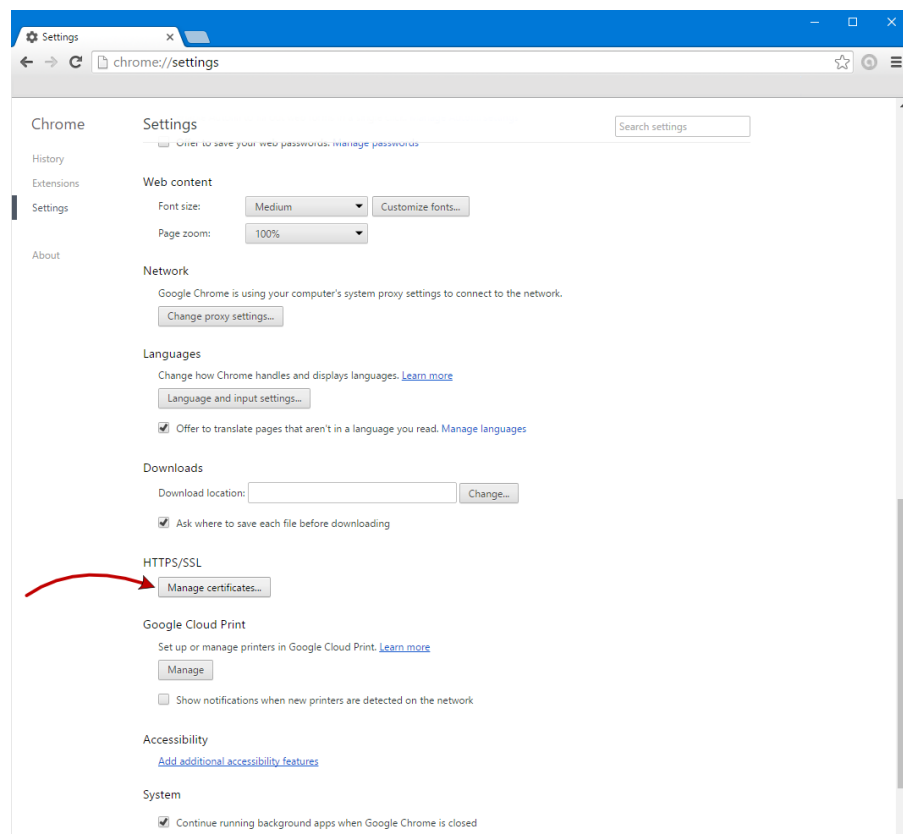 Settings
chrome://settings
Chrome
Settings
Search settings
History
Extensions
Settings
About
Offer to save your web passwords. Manage passwords
Web content
Font size: Medium Customize fonts...
Page zoom: 100%
Network
Google Chrome is using your computer's system proxy settings to connect to the network.
Change proxy settings...
Languages
Change how Chrome handles and displays languages. Learn more
Language and input settings...
Offer to translate pages that aren't in a language you read. Manage languages
Downloads
Download location: Change...
Ask where to save each file before downloading
HTTPS/SSL
Manage certificates...
Google Cloud Print
Set up or manage printers in Google Cloud Print. Learn more
Manage
Show notifications when new printers are detected on the network
Accessibility
Add additional accessibility features
System
Continue running background apps when Google Chrome is closed